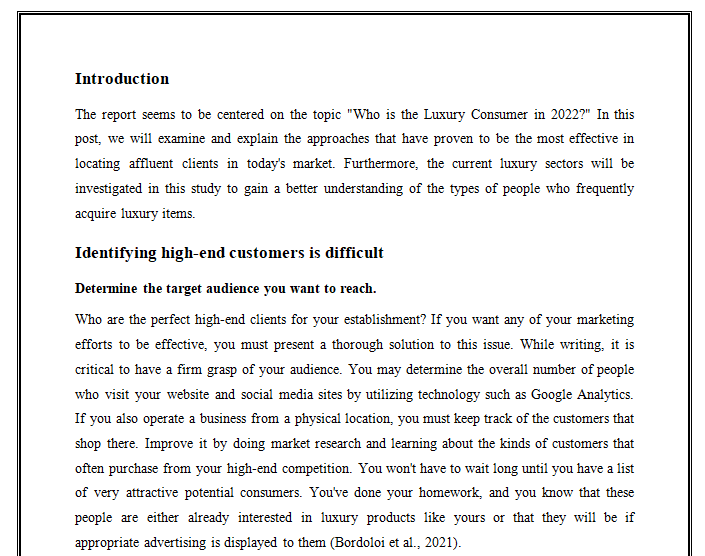 Introduction
The report seems to be centered on the topic "Who is the Luxury Consumer in 2022?" In this
post, we will examine and explain the approaches that have proven to be the most effective in
locating affluent clients in today's market. Furthermore, the current luxury sectors will be
investigated in this study to gain a better understanding of the types of people who frequently
acquire luxury items.
Identifying high-end customers is difficult
Determine the target audience you want to reach.
Who are the perfect high-end clients for your establishment? If you want any of your marketing
efforts to be effective, you must present a thorough solution to this issue. While writing, it is
critical to have a firm grasp of your audience. You may determine the overall number of people
who visit your website and social media sites by utilizing technology such as Google Analytics.
If you also operate a business from a physical location, you must keep track of the customers that
shop there. Improve it by doing market research and learning about the kinds of customers that
often purchase from your high-end competition. You won't have to wait long until you have a list
of very attractive potential consumers. You've done your homework, and you know that these
people are either already interested in luxury products like yours or that they will be if
appropriate advertising is displayed to them (Bordoloi et al., 2021).